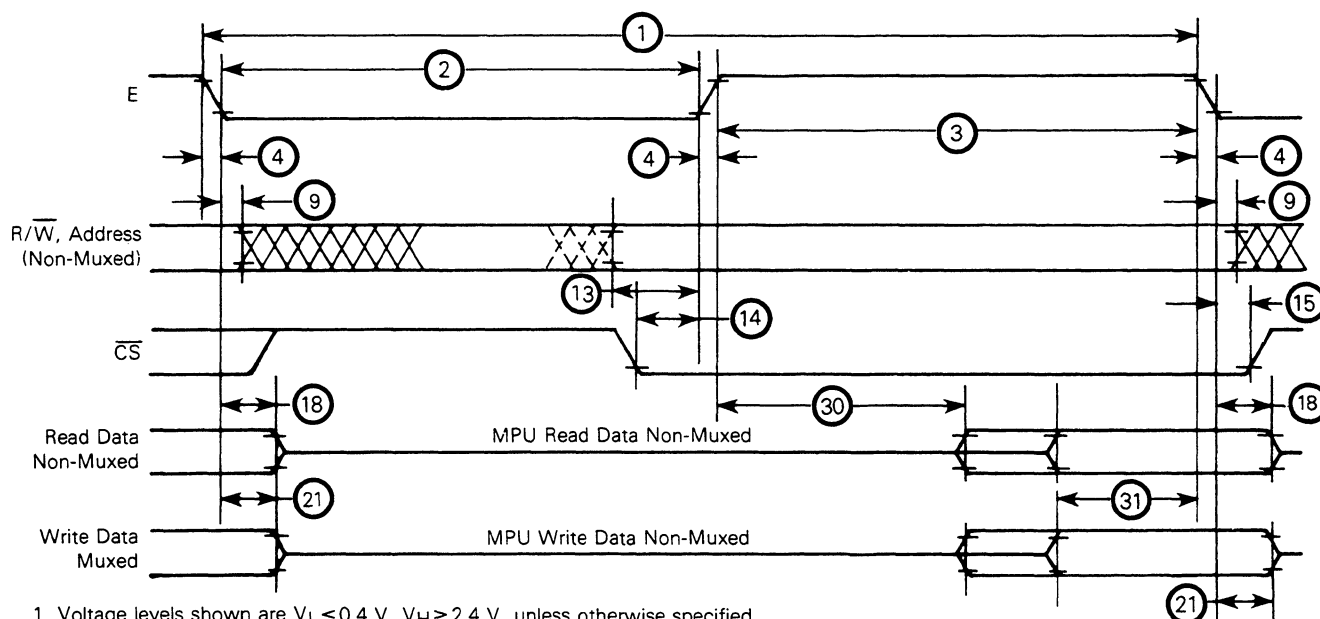 1
2
E
3
4
4
4
9
9
R/W̅, Address
(Non-Muxed)
13
14
15
C̅S̅
18
30
18
Read Data
Non-Muxed
MPU Read Data Non-Muxed
21
31
Write Data
Muxed
MPU Write Data Non-Muxed
21
1. Voltage levels shown are VL ≤ 0.4 V, VH ≥ 2.4 V, unless otherwise specified